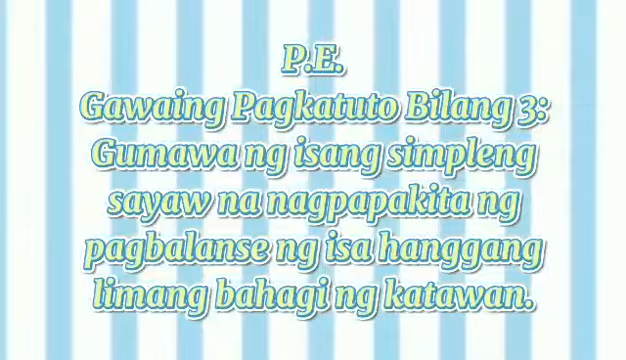 P.E.
Gawaing Pagkatuto Bilang 3:
Gumawa ng isang simpleng
sayaw na nagpapakita ng
pagbalanse ng isa hanggang
limang bahagi ng katawan.